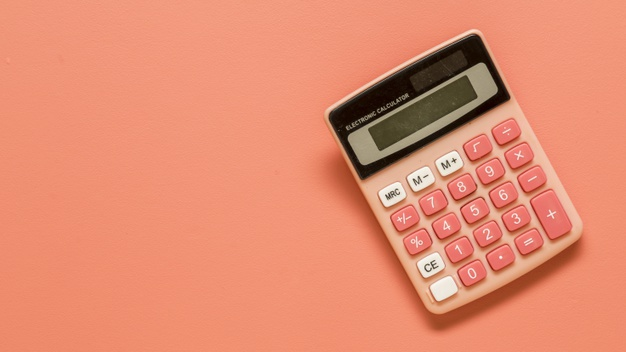 ELECTRONIC CALCULATOR
MRC M− M+ √ ÷
+/− 7 8 9 ×
% 4 5 6 −
CE 1 2 3 +
0 · =